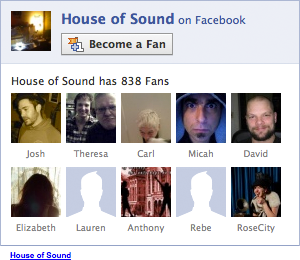 House of Sound on Facebook
Become a Fan
House of Sound has 838 Fans
Josh Theresa Carl Micah David
Elizabeth Lauren Anthony Rebe RoseCity
House of Sound